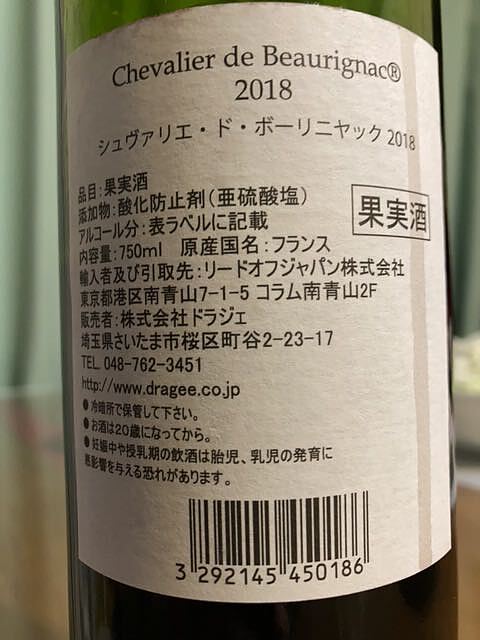 Chevalier de Beaurignac®
2018
シュヴァリエ・ド・ボーリニヤック 2018
品目：果実酒
添加物：酸化防止剤（亜硫酸塩）
アルコール分：表ラベルに記載
果実酒
内容量：750ml 原産国名：フランス
輸入者及び引取先：リードオフジャパン株式会社
東京都港区南青山7-1-5 コラム南青山2F
販売者：株式会社ドラジェ
埼玉県さいたま市桜区町谷2-23-17
TEL 048-762-3451
http://www.dragee.co.jp
●冷暗所で保管して下さい。
●お酒は20歳になってから。
●妊娠中や授乳期の飲酒は胎児、乳児の発育に
悪影響を与える恐れがあります。
3 292145 450186